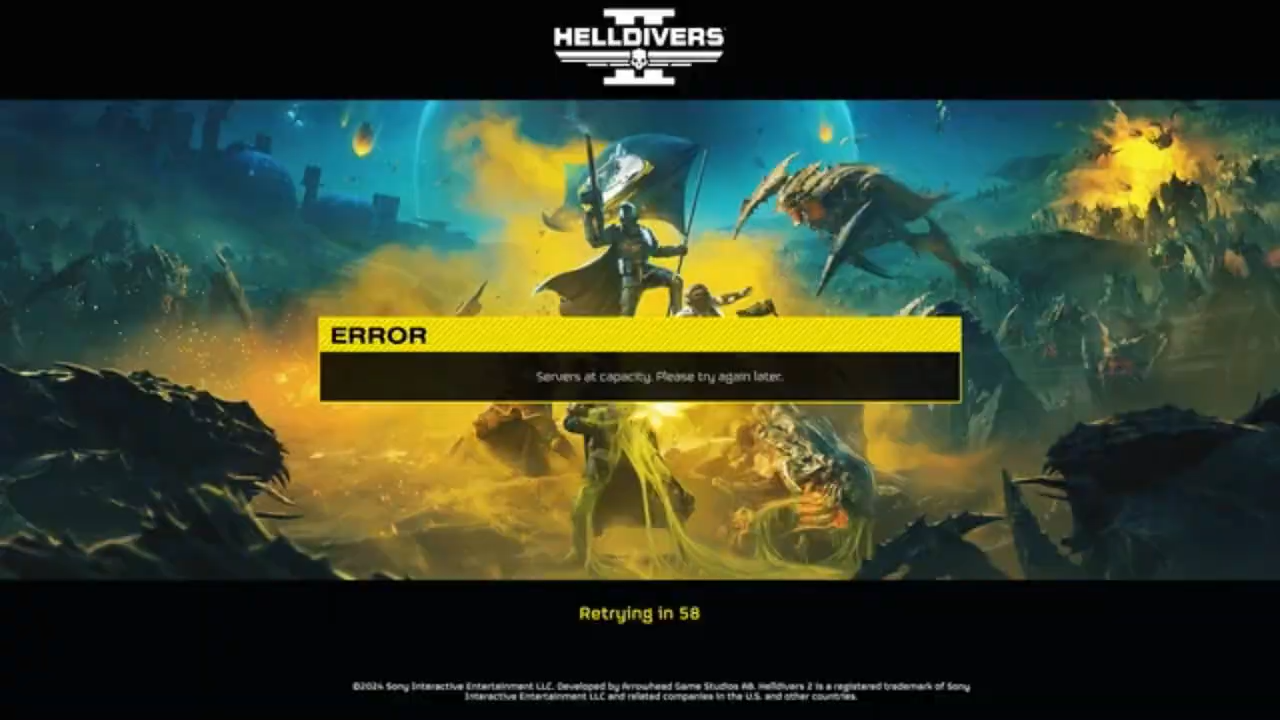 II
HELLDIVERS
ERROR
Servers at capacity. Please try again later.
Retrying in 58
©2024 Sony Interactive Entertainment LLC. Developed by Arrowhead Game Studios AB. Helldivers 2 is a registered trademark of Sony
Interactive Entertainment LLC and related companies in the U.S. and other countries.